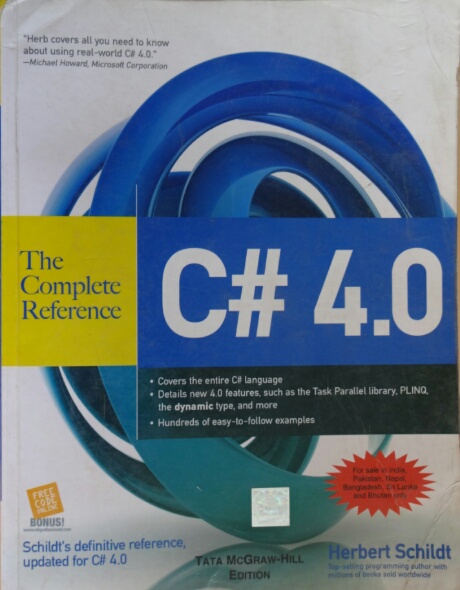 "Herb covers all you need to know
about using real-world C# 4.0."
—Michael Howard, Microsoft Corporation
The
Complete
Reference
C# 4.0
• Covers the entire C# language
• Details new 4.0 features, such as the Task Parallel library, PLINQ,
the dynamic type, and more
• Hundreds of easy-to-follow examples
For sale in India,
Pakistan, Nepal,
Bangladesh, Sri Lanka
and Bhutan only
FREE
CODE
ONLINE
BONUS!
Schildt's definitive reference,
updated for C# 4.0
TATA McGRAW-HILL
EDITION
Herbert Schildt
Top-selling programming author with
millions of books sold worldwide